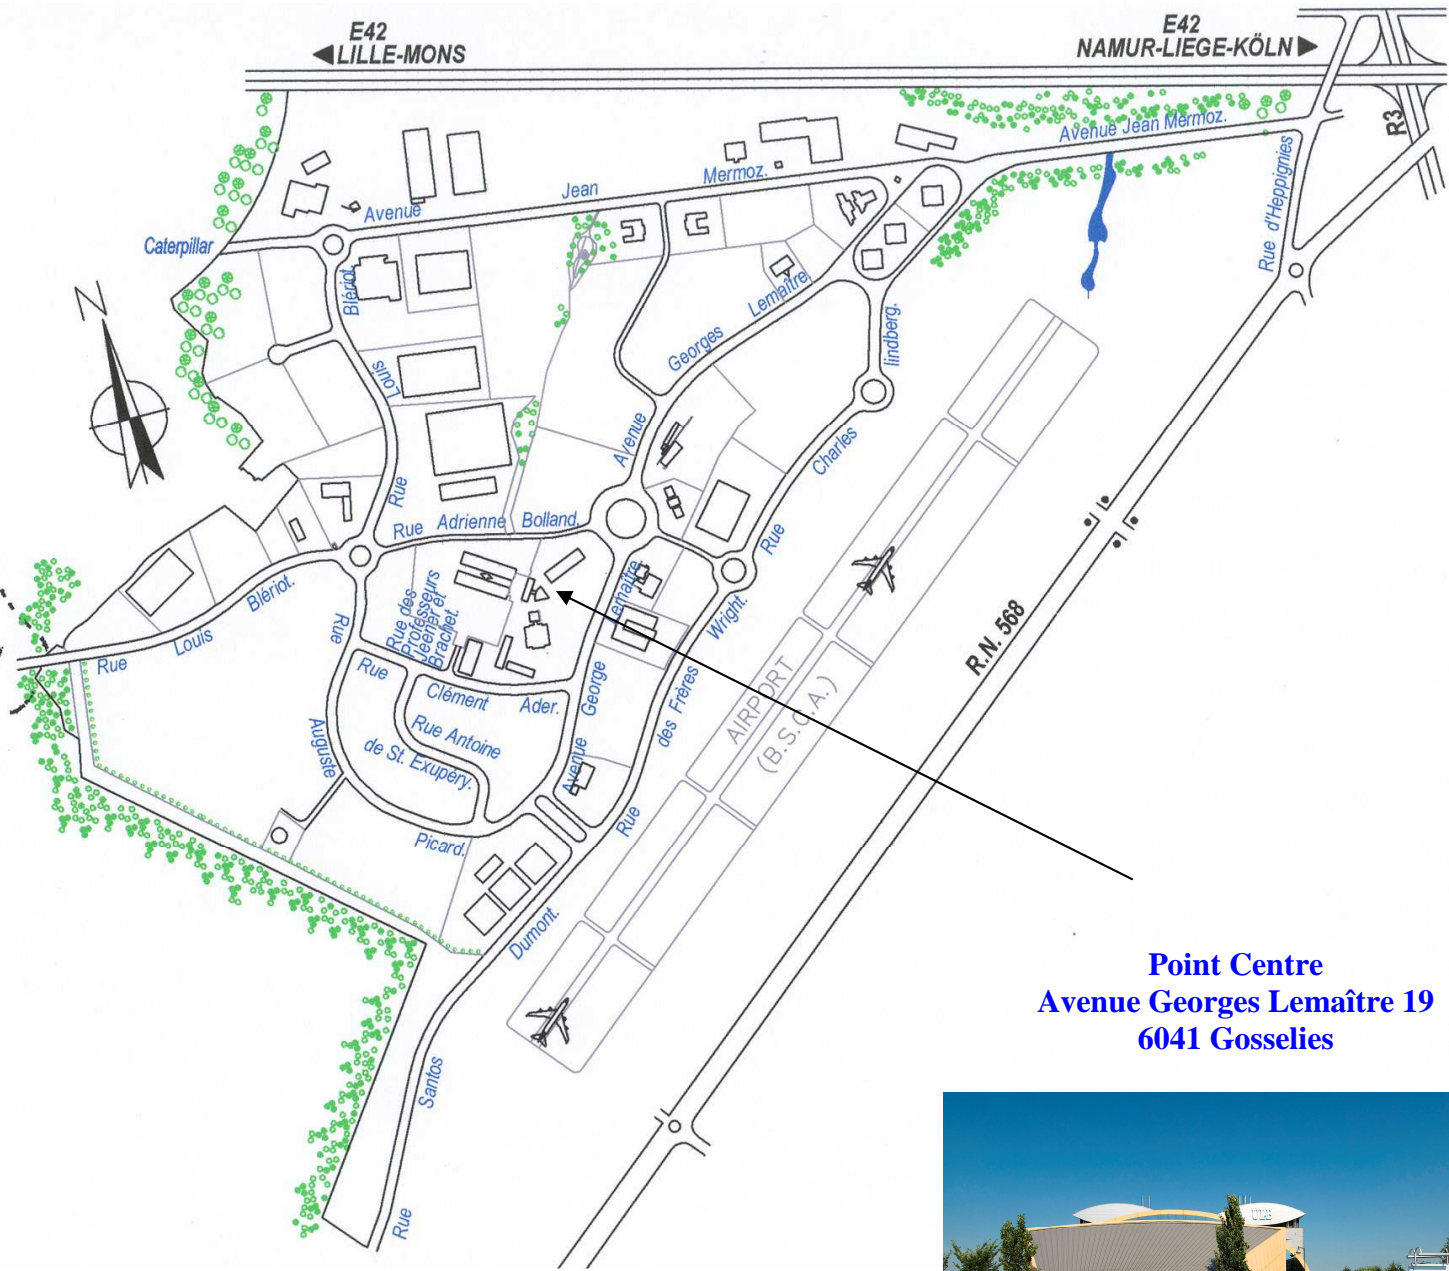 E42
LILLE-MONS
E42
NAMUR-LIEGE-KÖLN
R3
Avenue Jean Mermoz.
Rue d'Heppignies
Avenue
Jean
Mermoz.
Caterpillar
N
Blériot
Louis
Rue
Georges
Lemaître
Avenue
lindberg.
Charles
Rue
Rue
Adrienne
Bolland.
Rue
Louis
Blériot.
Rue
Auguste
Picard.
Rue des
Professeurs
Jeener et
Brachet.
Rue
Clément
Ader.
Rue Antoine
de St. Exupéry.
Lemaître.
George
Avenue
Wright.
des Frères
Rue
Dumont.
Santos
Rue
AIRPORT
(B.S.C.A.)
R.N. 568
Point Centre
Avenue Georges Lemaître 19
6041 Gosselies
ULB